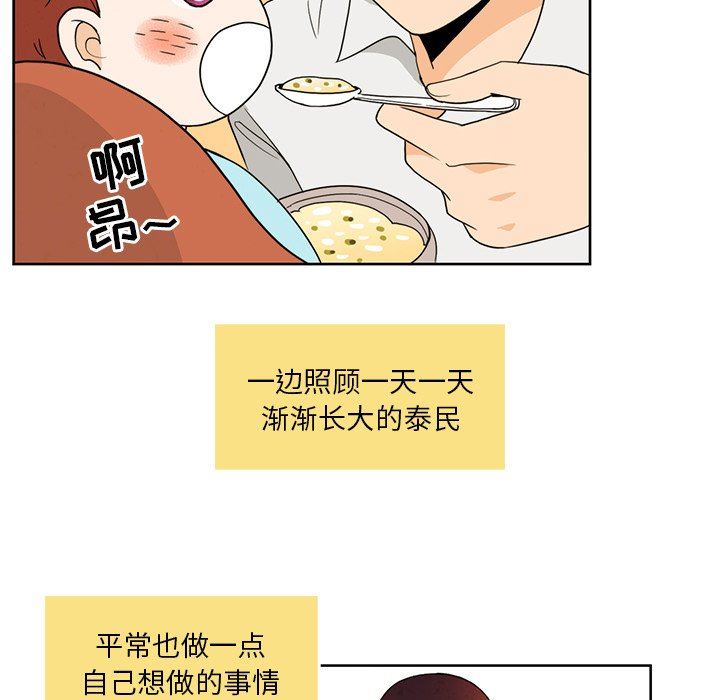 啊
昂~
一边照顾一天一天
渐渐长大的泰民
平常也做一点
自己想做的事情